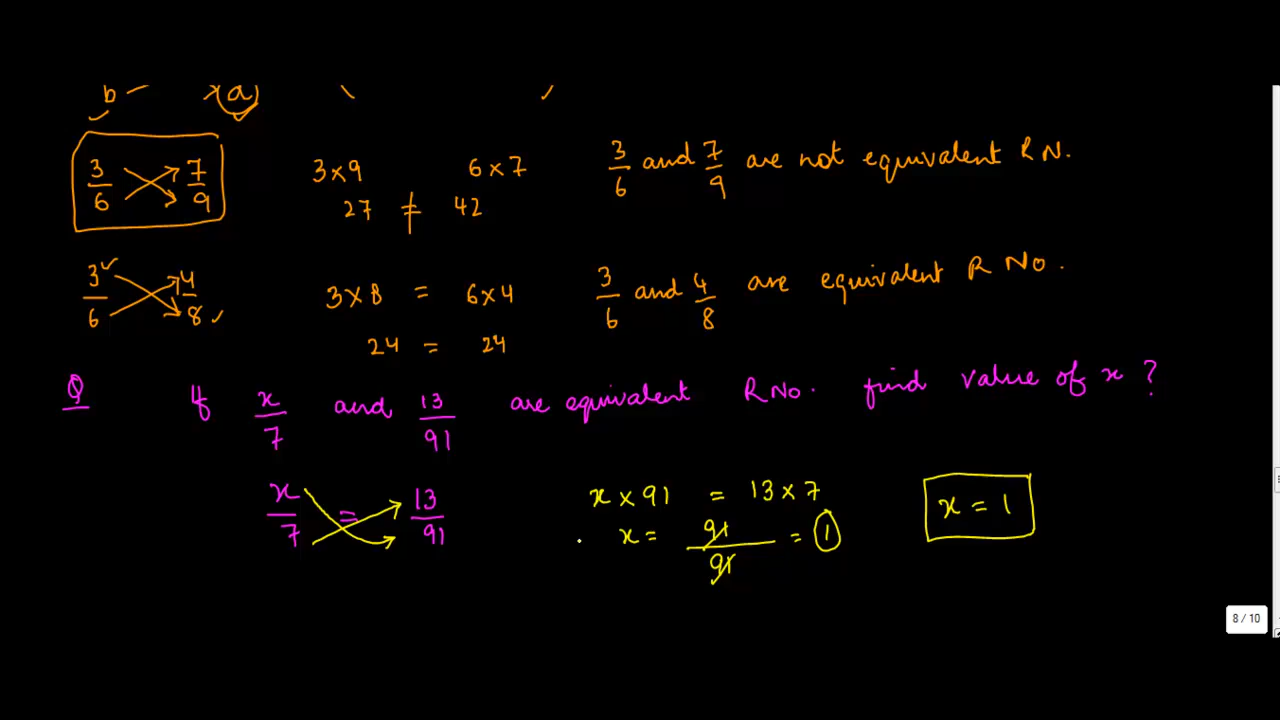 b – (a)
3/6 7/9 3×9 6×7 3/6 and 7/9 are not equivalent RN.
27 ≠ 42
3/6 4/8 3×8 = 6×4 3/6 and 4/8 are equivalent R No.
24 = 24
Q If x/7 and 13/91 are equivalent R No. find value of x?
x/7 = 13/91 x × 91 = 13 × 7 x = 1
x = 91/91 = 1
8 / 10